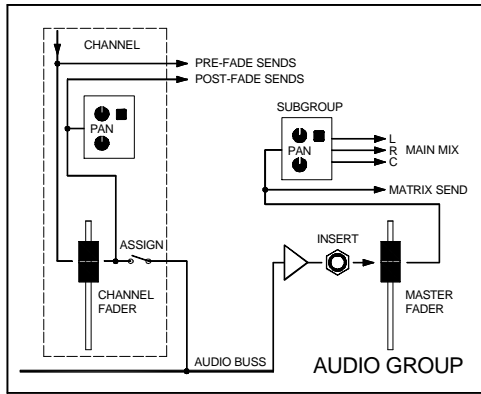 CHANNEL
PRE-FADE SENDS
POST-FADE SENDS
PAN
ASSIGN
CHANNEL
FADER
AUDIO BUSS
SUBGROUP
PAN
L
R MAIN MIX
C
MATRIX SEND
INSERT
MASTER
FADER
AUDIO GROUP